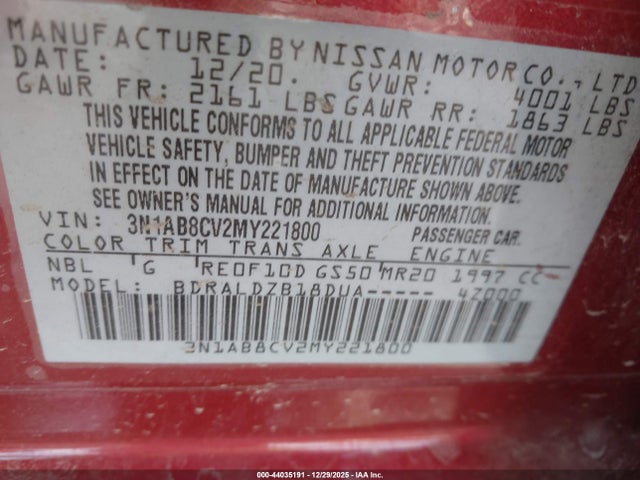 MANUFACTURED BY NISSAN MOTOR CO., LTD
DATE: 12/20. GVWR: 4001 LBS
GAWR FR: 2161 LBS GAWR RR: 1863 LBS
THIS VEHICLE CONFORMS TO ALL APPLICABLE FEDERAL MOTOR
VEHICLE SAFETY, BUMPER AND THEFT PREVENTION STANDARDS
IN EFFECT ON THE DATE OF MANUFACTURE SHOWN ABOVE.
SEE OWNER'S MANUAL FOR ADDITIONAL INFORMATION.
VIN: 3N1AB8CV2MY221800 PASSENGER CAR.
COLOR TRIM TRANS AXLE ENGINE
NBL G RE0F10D GS50 MR20 1997 CC
MODEL: BDRALDZB18DUA----- 4Z000
3N1AB8CV2MY221800
000-44035191 - 12/29/2025 - IAA Inc.